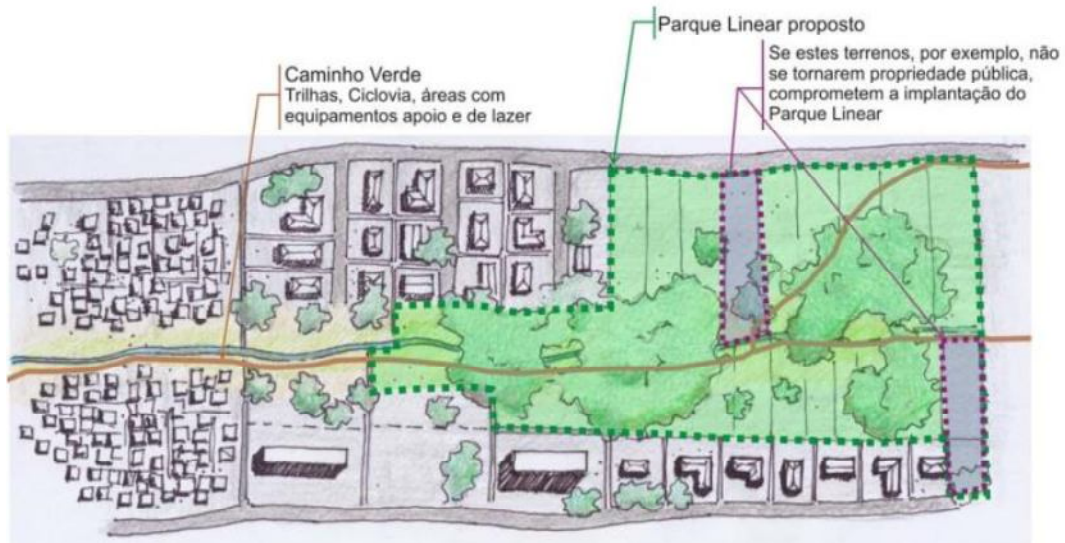 Parque Linear proposto
Se estes terrenos, por exemplo, não
se tornarem propriedade pública,
comprometem a implantação do
Parque Linear
Caminho Verde
Trilhas, Ciclovia, áreas com
equipamentos apoio e de lazer